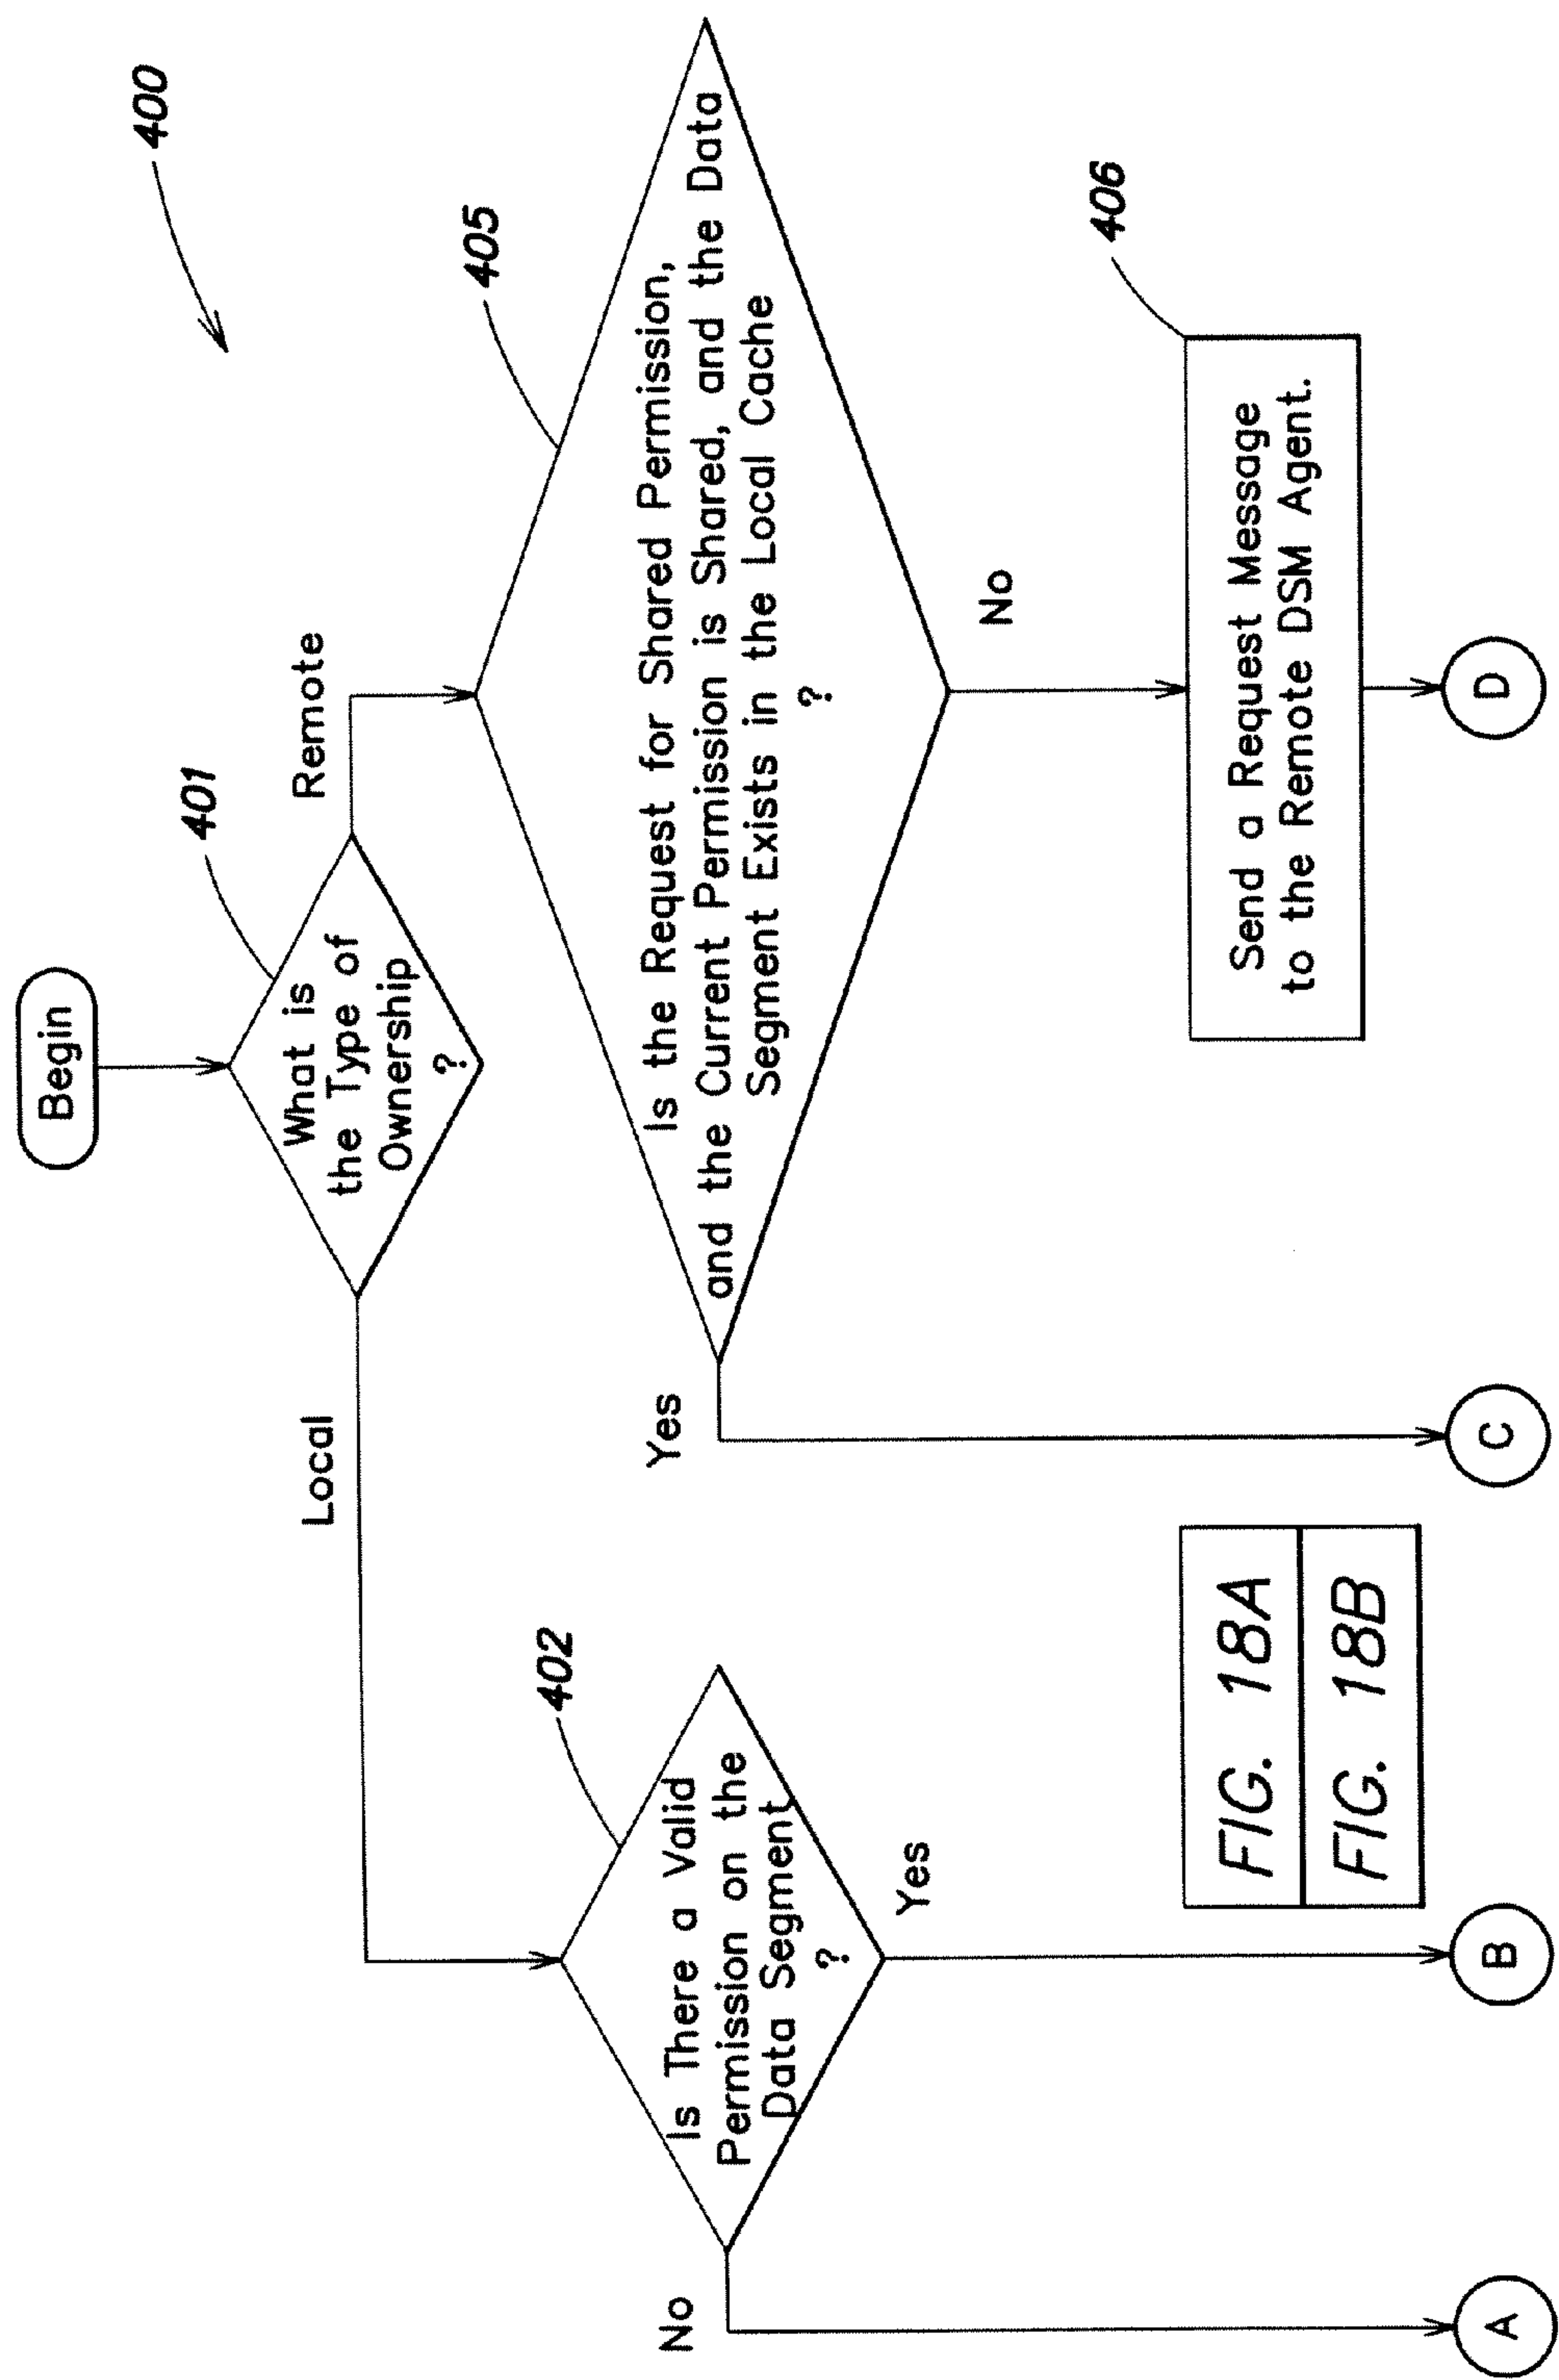 400
Begin
401
What is
the Type of
Ownership
?
Local
Remote
402
Is There a Valid
Permission on the
Data Segment
?
No
Yes
405
Is the Request for Shared Permission,
and the Current Permission is Shared, and the Data
Segment Exists in the Local Cache
?
Yes
No
406
Send a Request Message
to the Remote DSM Agent.
FIG. 18A
FIG. 18B
A
B
C
D